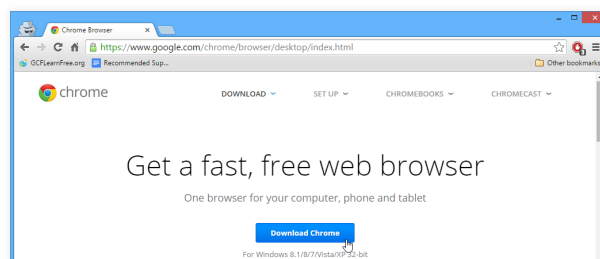 Chrome Browser
https://www.google.com/chrome/browser/desktop/index.html
GCFLearnFree.org Recommended Sup... Other bookmarks
chrome DOWNLOAD SET UP CHROMEBOOKS CHROMECAST
Get a fast, free web browser
One browser for your computer, phone and tablet
Download Chrome
For Windows 8.1/8/7/Vista/XP 32-bit